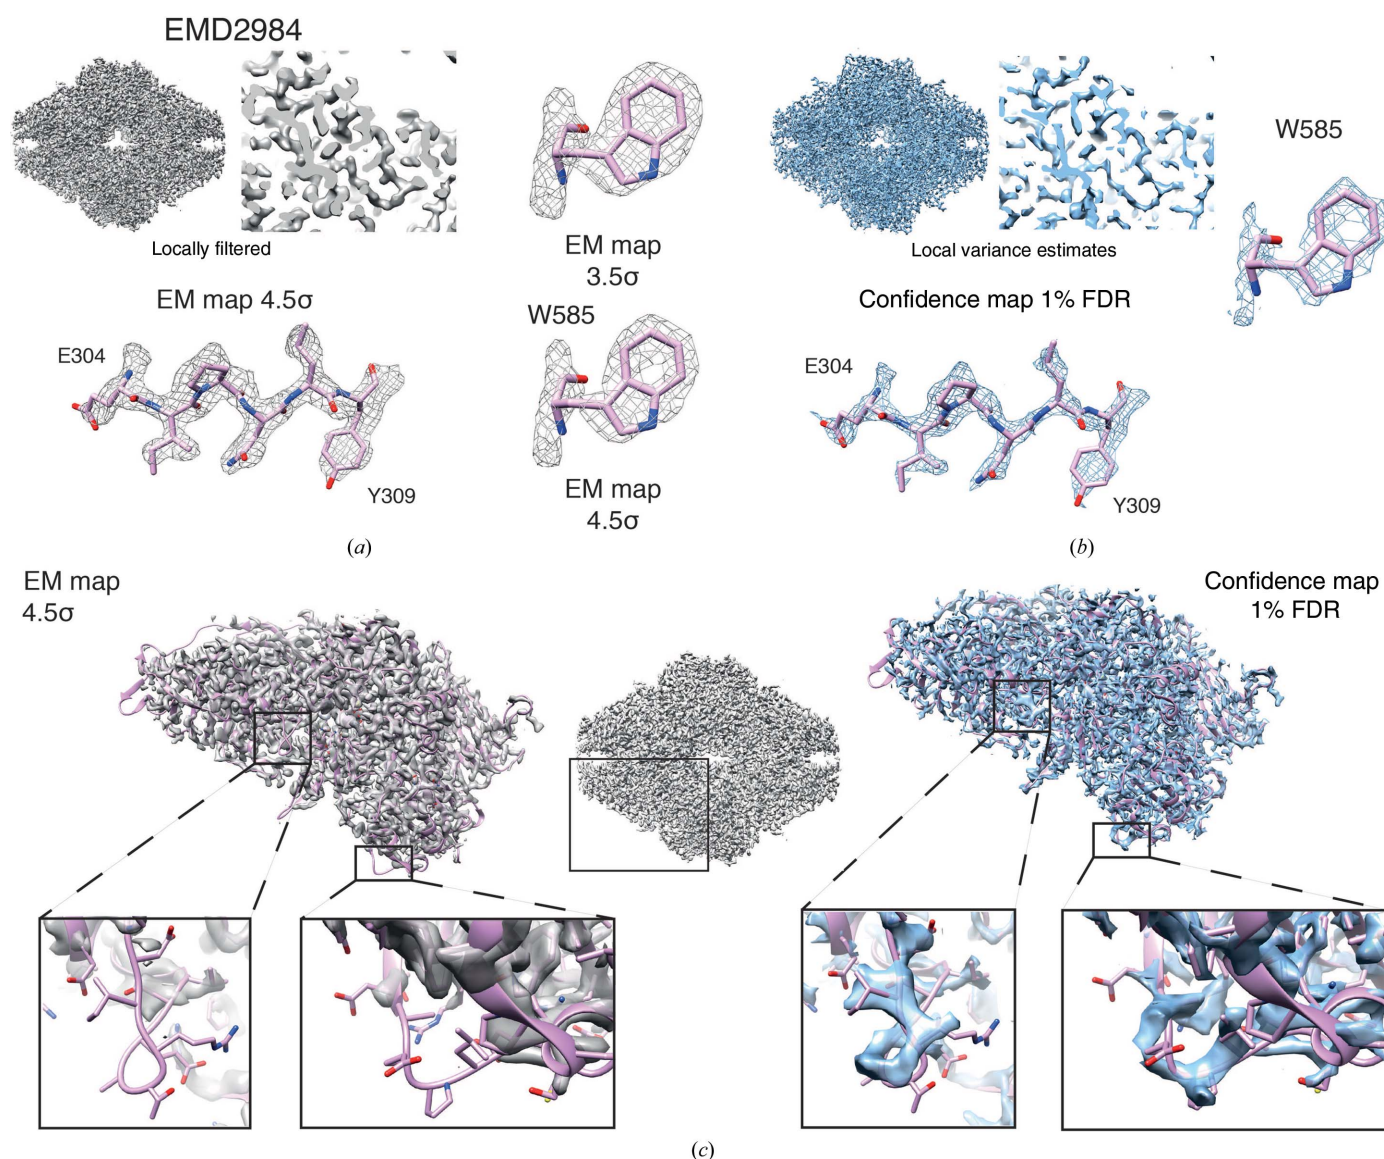 EMD2984
Locally filtered
EM map
3.5σ
EM map 4.5σ
E304
Y309
W585
EM map
4.5σ
(a)
Local variance estimates
W585
Confidence map 1% FDR
E304
Y309
(b)
EM map
4.5σ
Confidence map
1% FDR
(c)